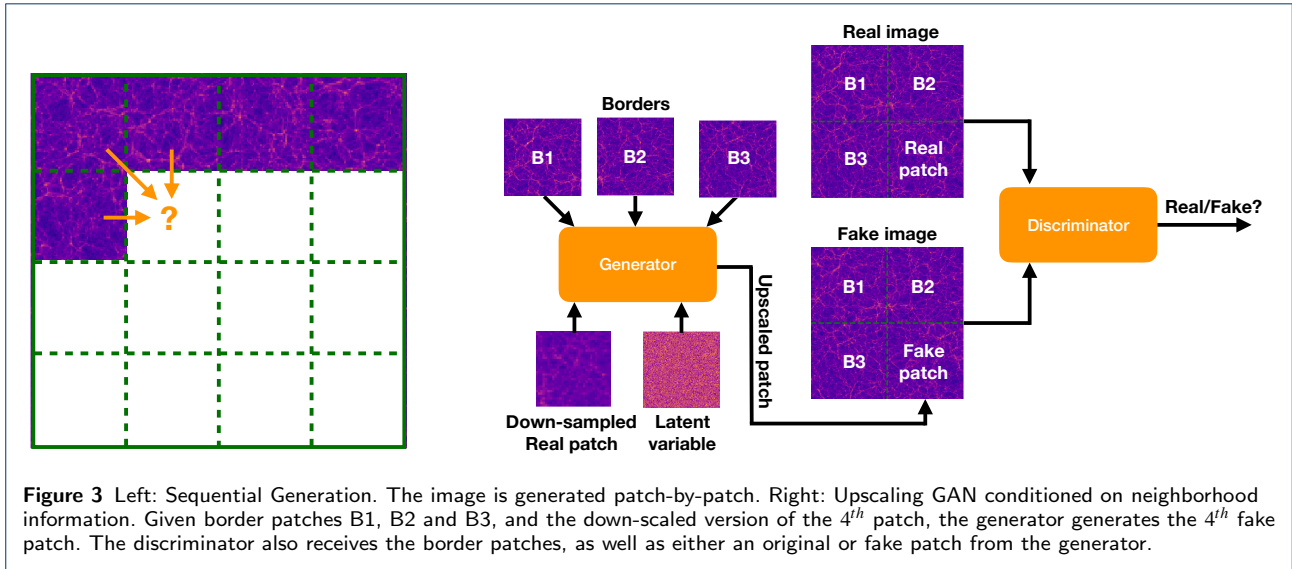 ?
Borders
B1
B2
B3
Generator
Down-sampled
Real patch
Latent
variable
Upscaled patch
Real image
B1
B2
B3
Real
patch
Fake image
B1
B2
B3
Fake
patch
Discriminator
Real/Fake?
Figure 3 Left: Sequential Generation. The image is generated patch-by-patch. Right: Upscaling GAN conditioned on neighborhood
information. Given border patches B1, B2 and B3, and the down-scaled version of the 4th patch, the generator generates the 4th fake
patch. The discriminator also receives the border patches, as well as either an original or fake patch from the generator.